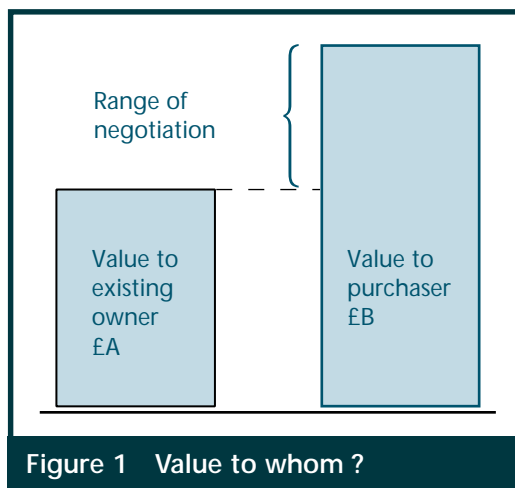 Range of
negotiation
Value to
existing
owner
£A
Value to
purchaser
£B
Figure 1 Value to whom ?